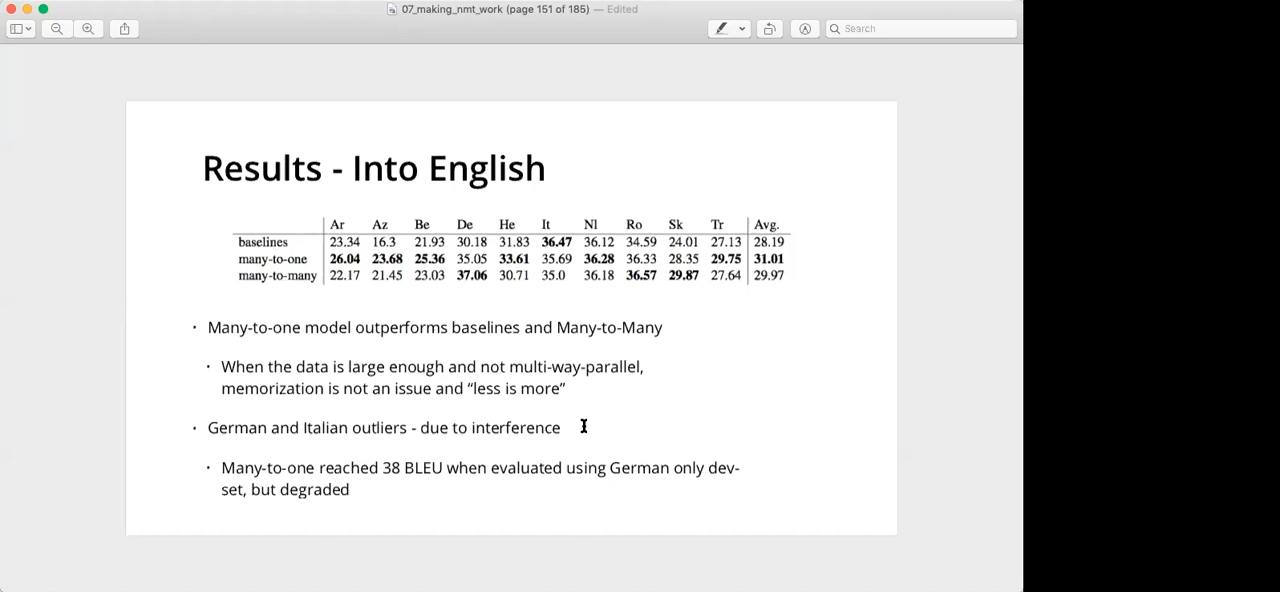 07_making_nmt_work (page 151 of 185) — Edited
Search
Results - Into English
Ar Az Be De He It Nl Ro Sk Tr Avg.
baselines 23.34 16.3 21.93 30.18 31.83 36.47 36.12 34.59 24.01 27.13 28.19
many-to-one 26.04 23.68 25.36 35.05 33.61 35.69 36.28 36.33 28.35 29.75 31.01
many-to-many 22.17 21.45 23.03 37.06 30.71 35.0 36.18 36.57 29.87 27.64 29.97
· Many-to-one model outperforms baselines and Many-to-Many
· When the data is large enough and not multi-way-parallel,
memorization is not an issue and “less is more”
· German and Italian outliers - due to interference
· Many-to-one reached 38 BLEU when evaluated using German only dev-
set, but degraded